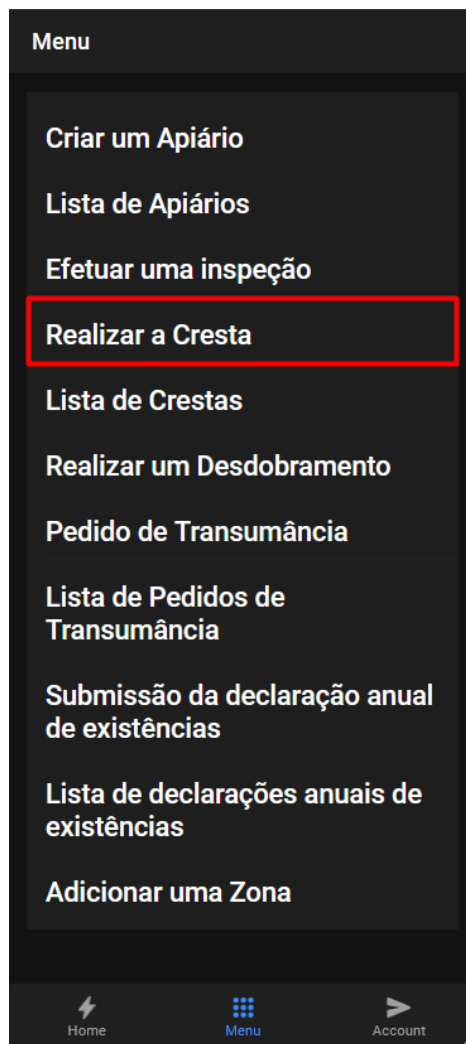 Menu
Criar um Apiário
Lista de Apiários
Efetuar uma inspeção
Realizar a Cresta
Lista de Crestas
Realizar um Desdobramento
Pedido de Transumância
Lista de Pedidos de
Transumância
Submissão da declaração anual
de existências
Lista de declarações anuais de
existências
Adicionar uma Zona
Home
Menu
Account